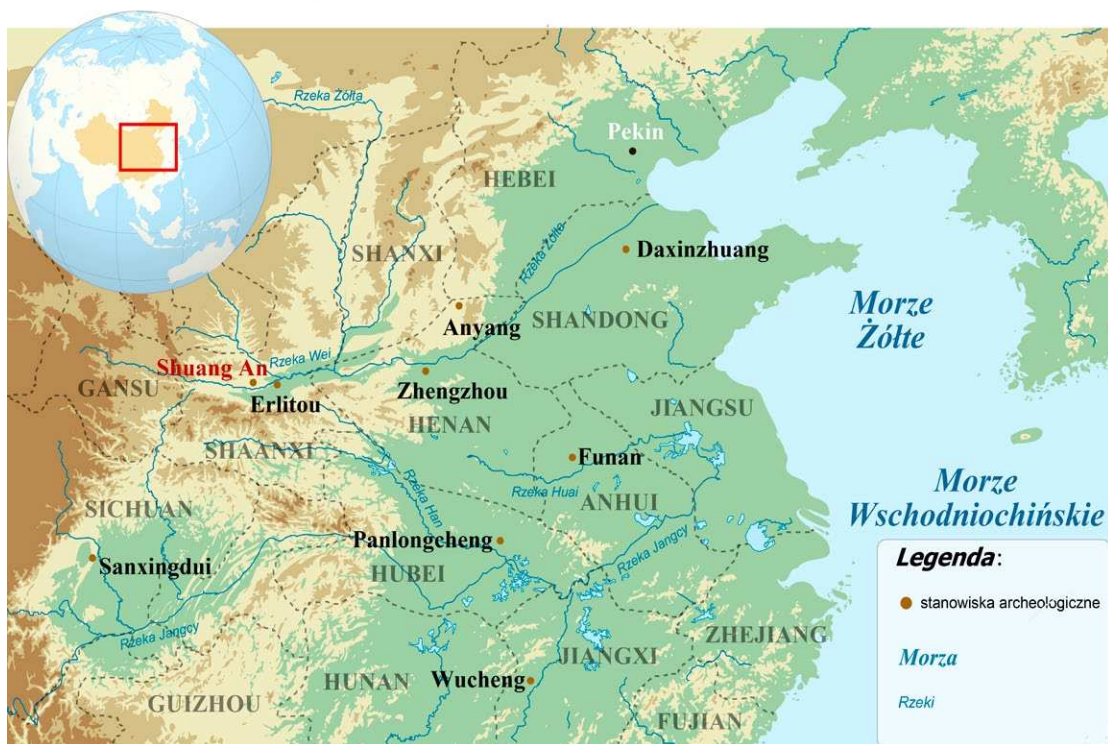 Rzeka Żółta
Pekin
HEBEI
SHANXI
Rzeka Żółta
Daxinzhuang
Anyang
SHANDONG
Morze
Żółte
Rzeka Wei
Shuang An
GANSU
Erlitou
Zhengzhou
HENAN
JIANGSU
SHAANXI
Funan
Rzeka Huai
ANHUI
Rzeka Han
Morze
Wschodniochińskie
SICHUAN
Sanxingdui
Panlongcheng
HUBEI
Rzeka Jangcy
Rzeka Jangcy
ZHEJIANG
JIANGXI
HUNAN
Wucheng
GUIZHOU
FUJIAN
Legenda:
stanowiska archeologiczne
Morza
Rzeki